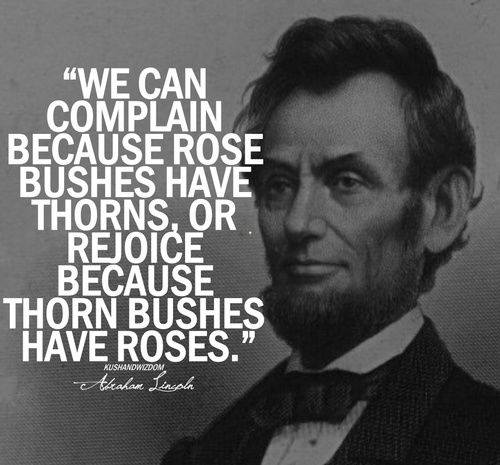 “WE CAN
COMPLAIN
BECAUSE ROSE
BUSHES HAVE
THORNS, OR
REJOICE
BECAUSE
THORN BUSHES
HAVE ROSES.”
KUSHANDWIZDOM
Abraham Lincoln